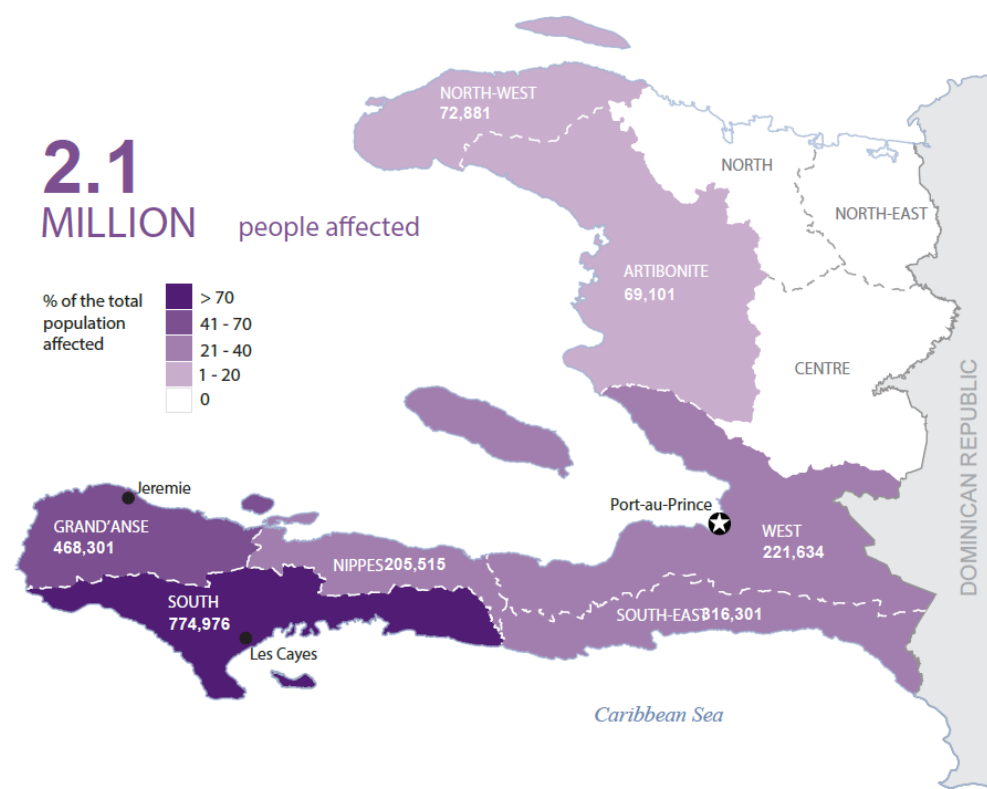 2.1
MILLION people affected
% of the total
population
affected
> 70
41 - 70
21 - 40
1 - 20
0
NORTH-WEST
72,881
NORTH
NORTH-EAST
ARTIBONITE
69,101
CENTRE
DOMINICAN REPUBLIC
Jeremie
GRAND'ANSE
468,301
Port-au-Prince
WEST
221,634
NIPPES205,515
SOUTH
774,976
SOUTH-EAST316,301
Les Cayes
Caribbean Sea